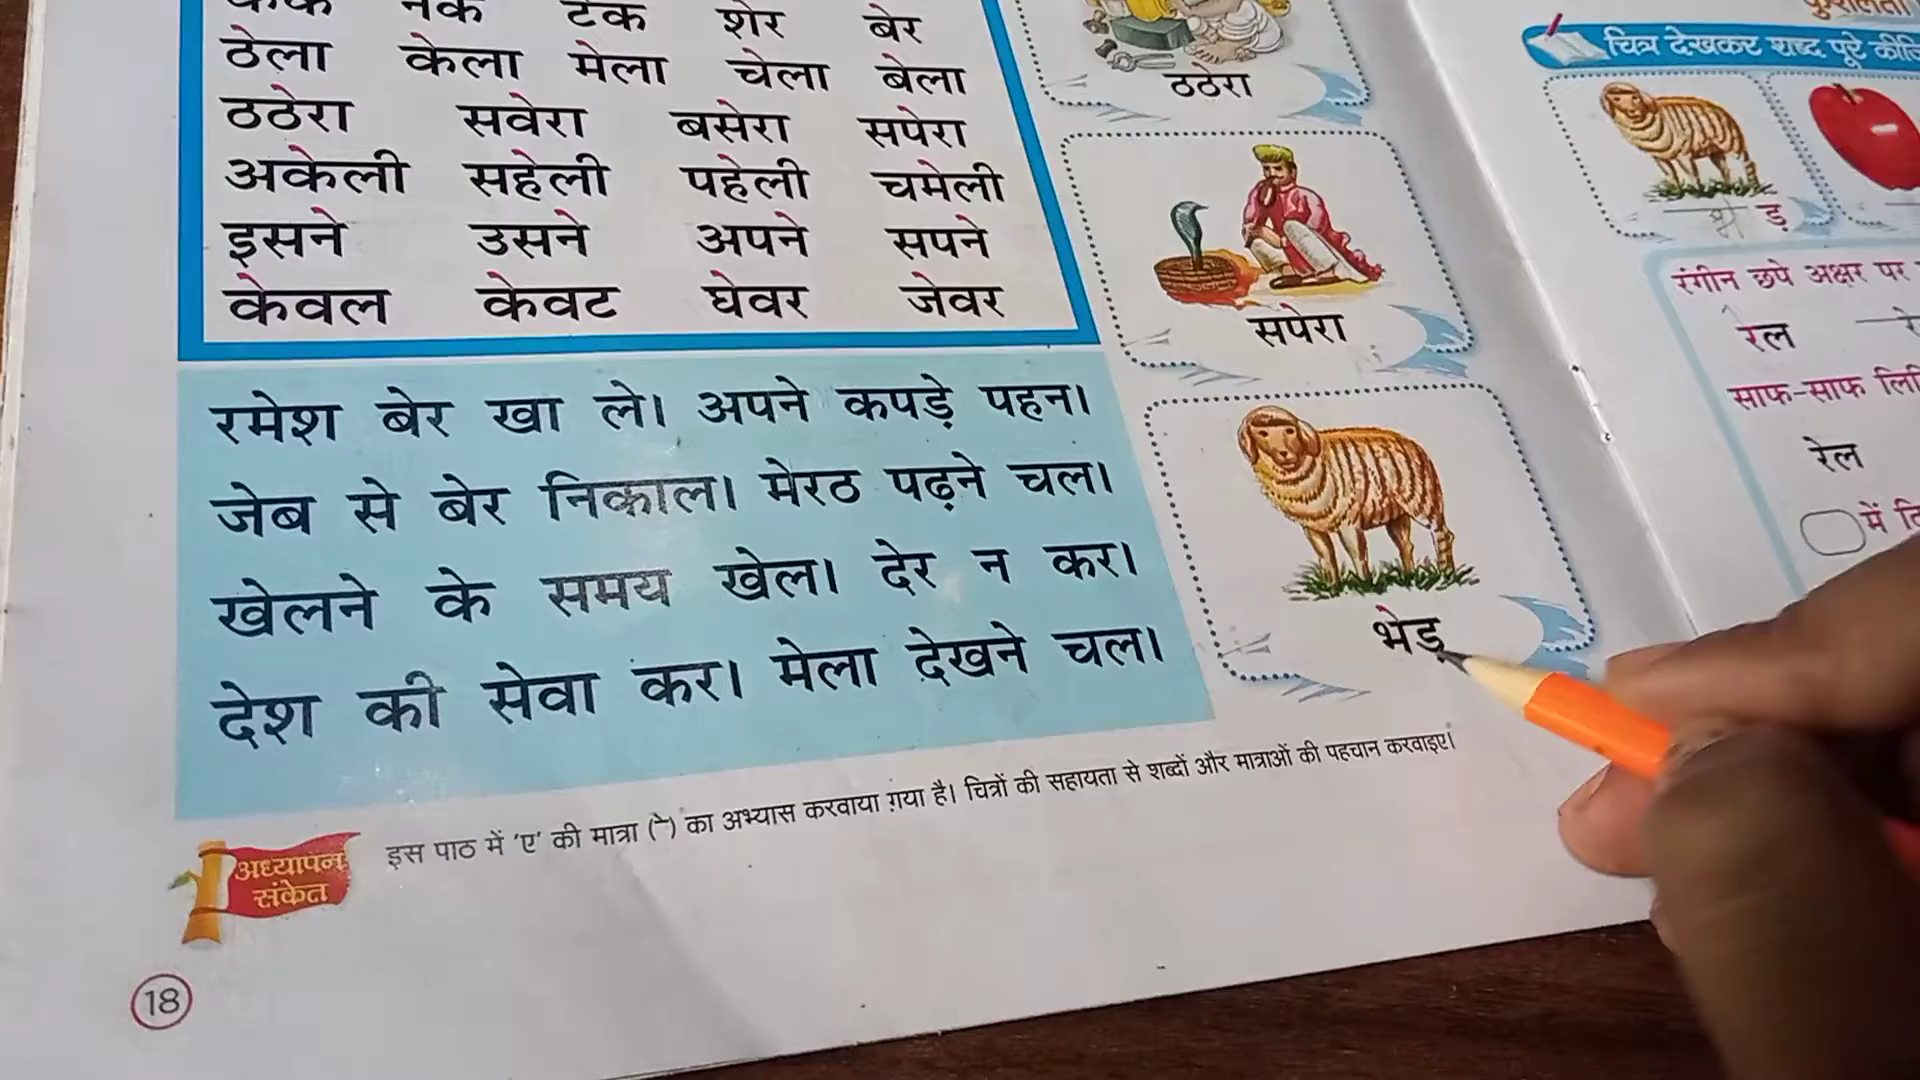 नेक टेक शेर बेर
ठेला केला मेला चेला बेला
ठठेरा सवेरा बसेरा सपेरा
अकेली सहेली पहेली चमेली
इसने उसने अपने सपने
केवल केवट घेवर जेवर
रमेश बेर खा ले। अपने कपड़े पहन।
जेब से बेर निकाल। मेरठ पढ़ने चल।
खेलने के समय खेल। देर न कर।
देश की सेवा कर। मेला देखने चल।
ठठेरा
सपेरा
भेड़
इस पाठ में 'ए' की मात्रा (े) का अभ्यास करवाया गया है। चित्रों की सहायता से शब्दों और मात्राओं की पहचान करवाइए।
अध्यापन
संकेत
18
चित्र देखकर शब्द पूरे
ड़
रंगीन छपे अक्षर पर
रेल
साफ-साफ
रेल
में